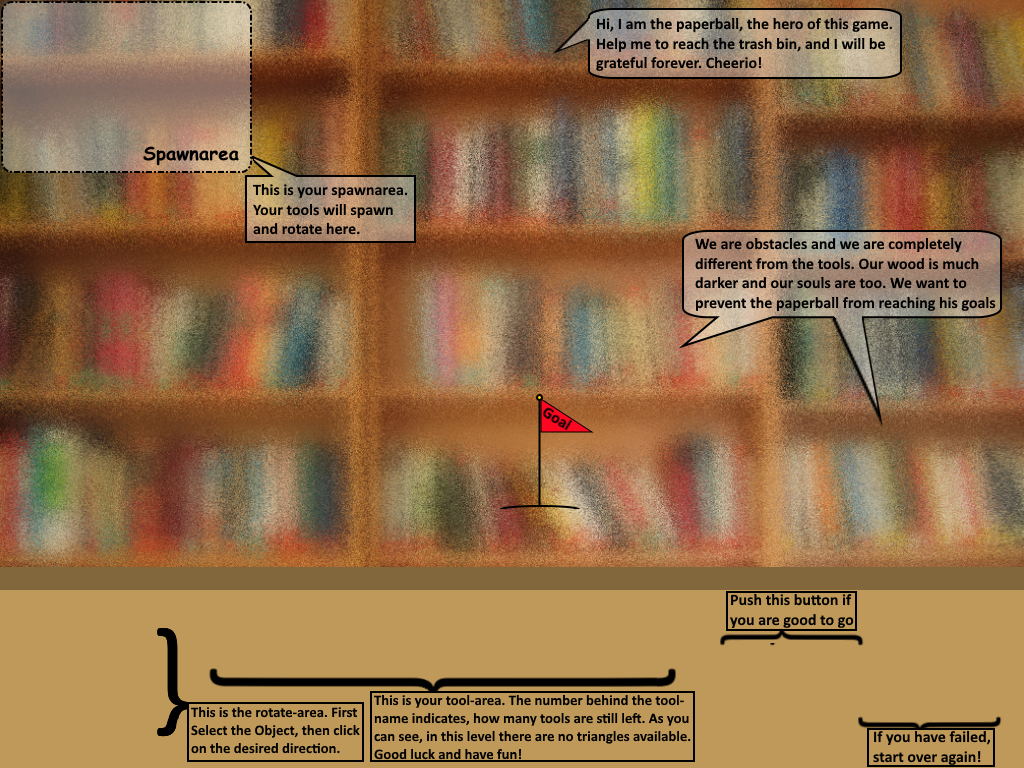 Hi, I am the paperball, the hero of this game.
Help me to reach the trash bin, and I will be
grateful forever. Cheerio!
Spawnarea
This is your spawnarea.
Your tools will spawn
and rotate here.
We are obstacles and we are completely
different from the tools. Our wood is much
darker and our souls are too. We want to
prevent the paperball from reaching his goals
Goal
Push this button if
you are good to go
This is the rotate-area. First
Select the Object, then click
on the desired direction.
This is your tool-area. The number behind the tool-
name indicates, how many tools are still left. As you
can see, in this level there are no triangles available.
Good luck and have fun!
If you have failed,
start over again!